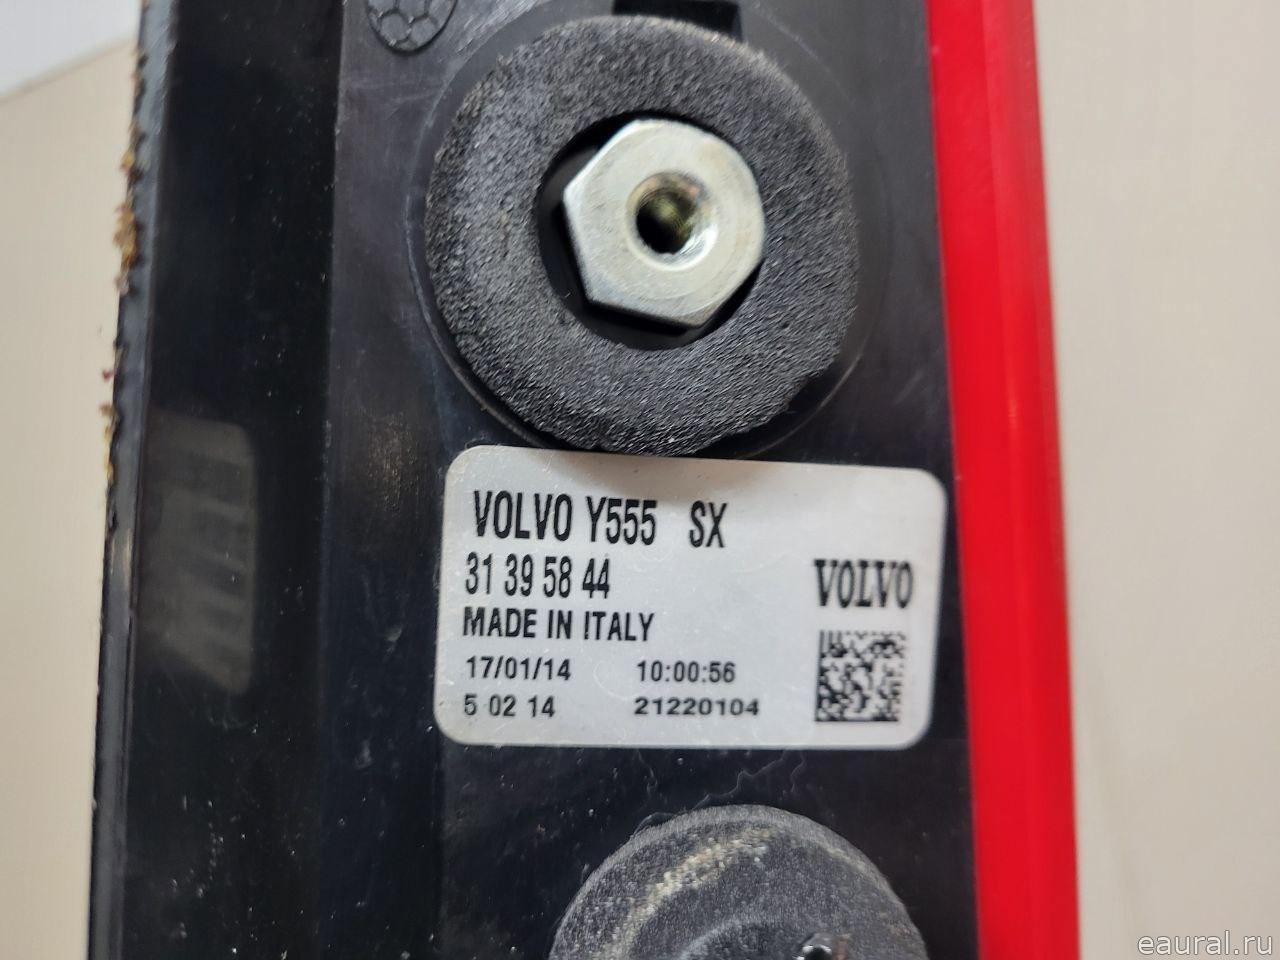 VOLVO Y555 SX
31 39 58 44
MADE IN ITALY
17/01/14 10:00:56
5 02 14 21220104
VOLVO
eaural.ru